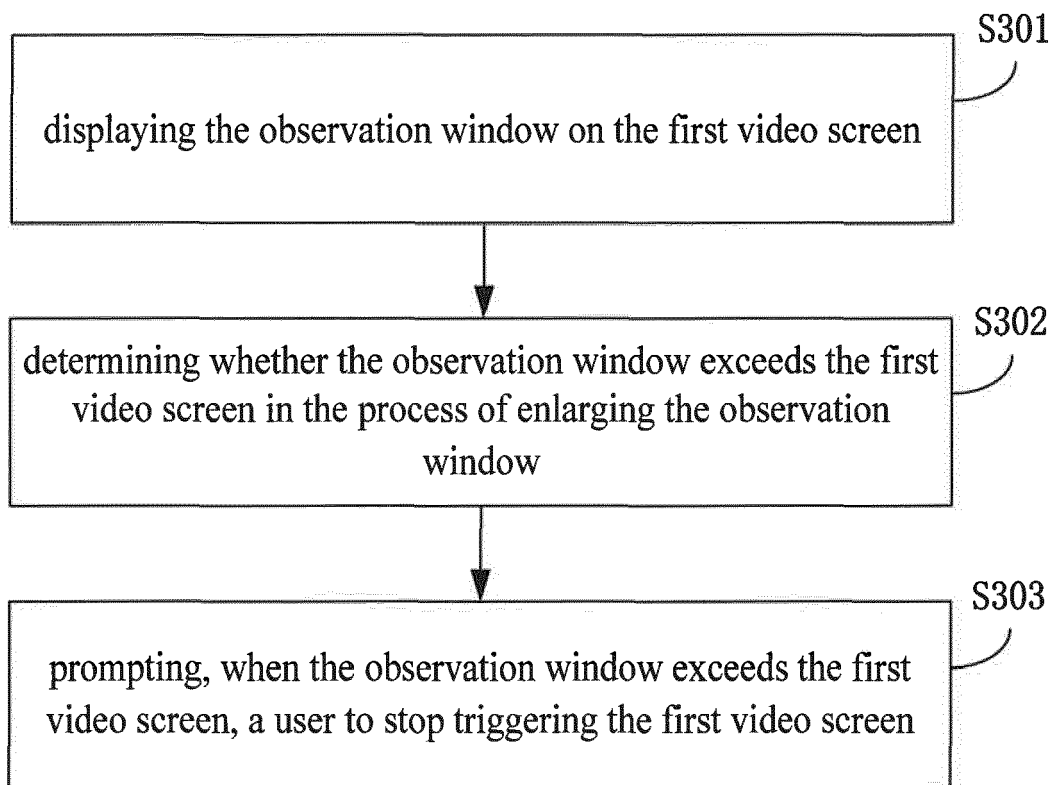 S301
displaying the observation window on the first video screen
S302
determining whether the observation window exceeds the first
video screen in the process of enlarging the observation
window
S303
prompting, when the observation window exceeds the first
video screen, a user to stop triggering the first video screen